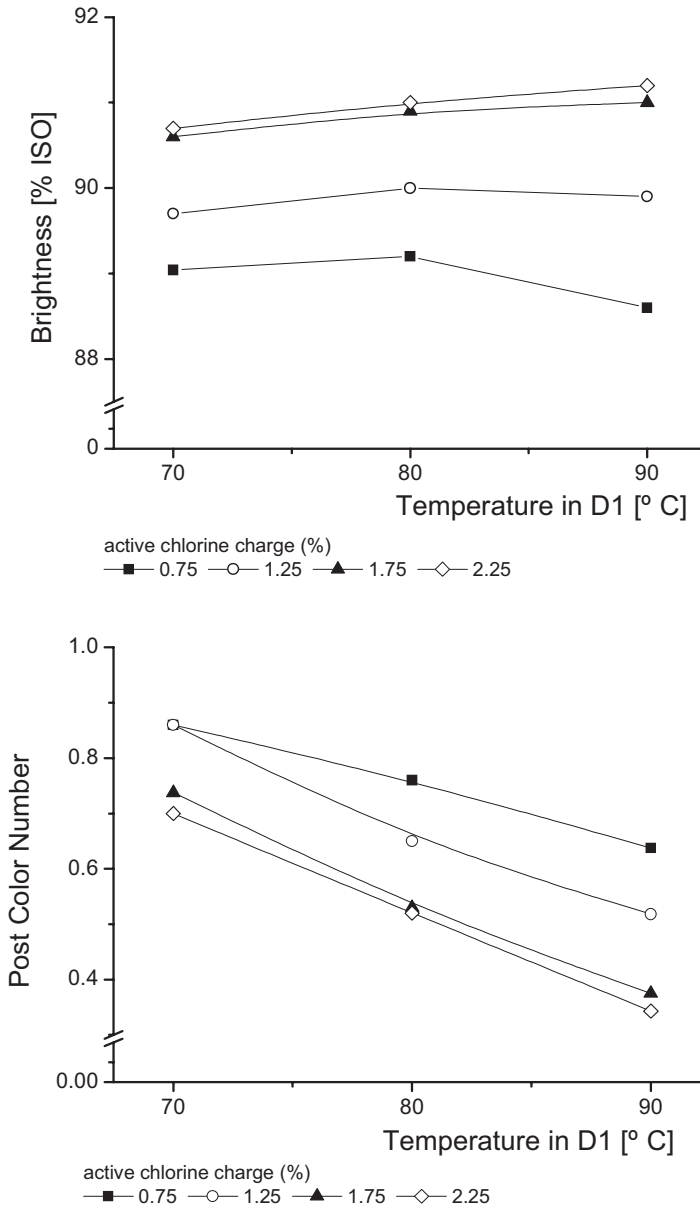 92
90
88
0
Brightness [% ISO]
70 80 90
Temperature in D1 [º C]
active chlorine charge (%)
0.75 1.25 1.75 2.25
1.0
0.8
0.6
0.4
0.00
Post Color Number
70 80 90
Temperature in D1 [º C]
active chlorine charge (%)
0.75 1.25 1.75 2.25